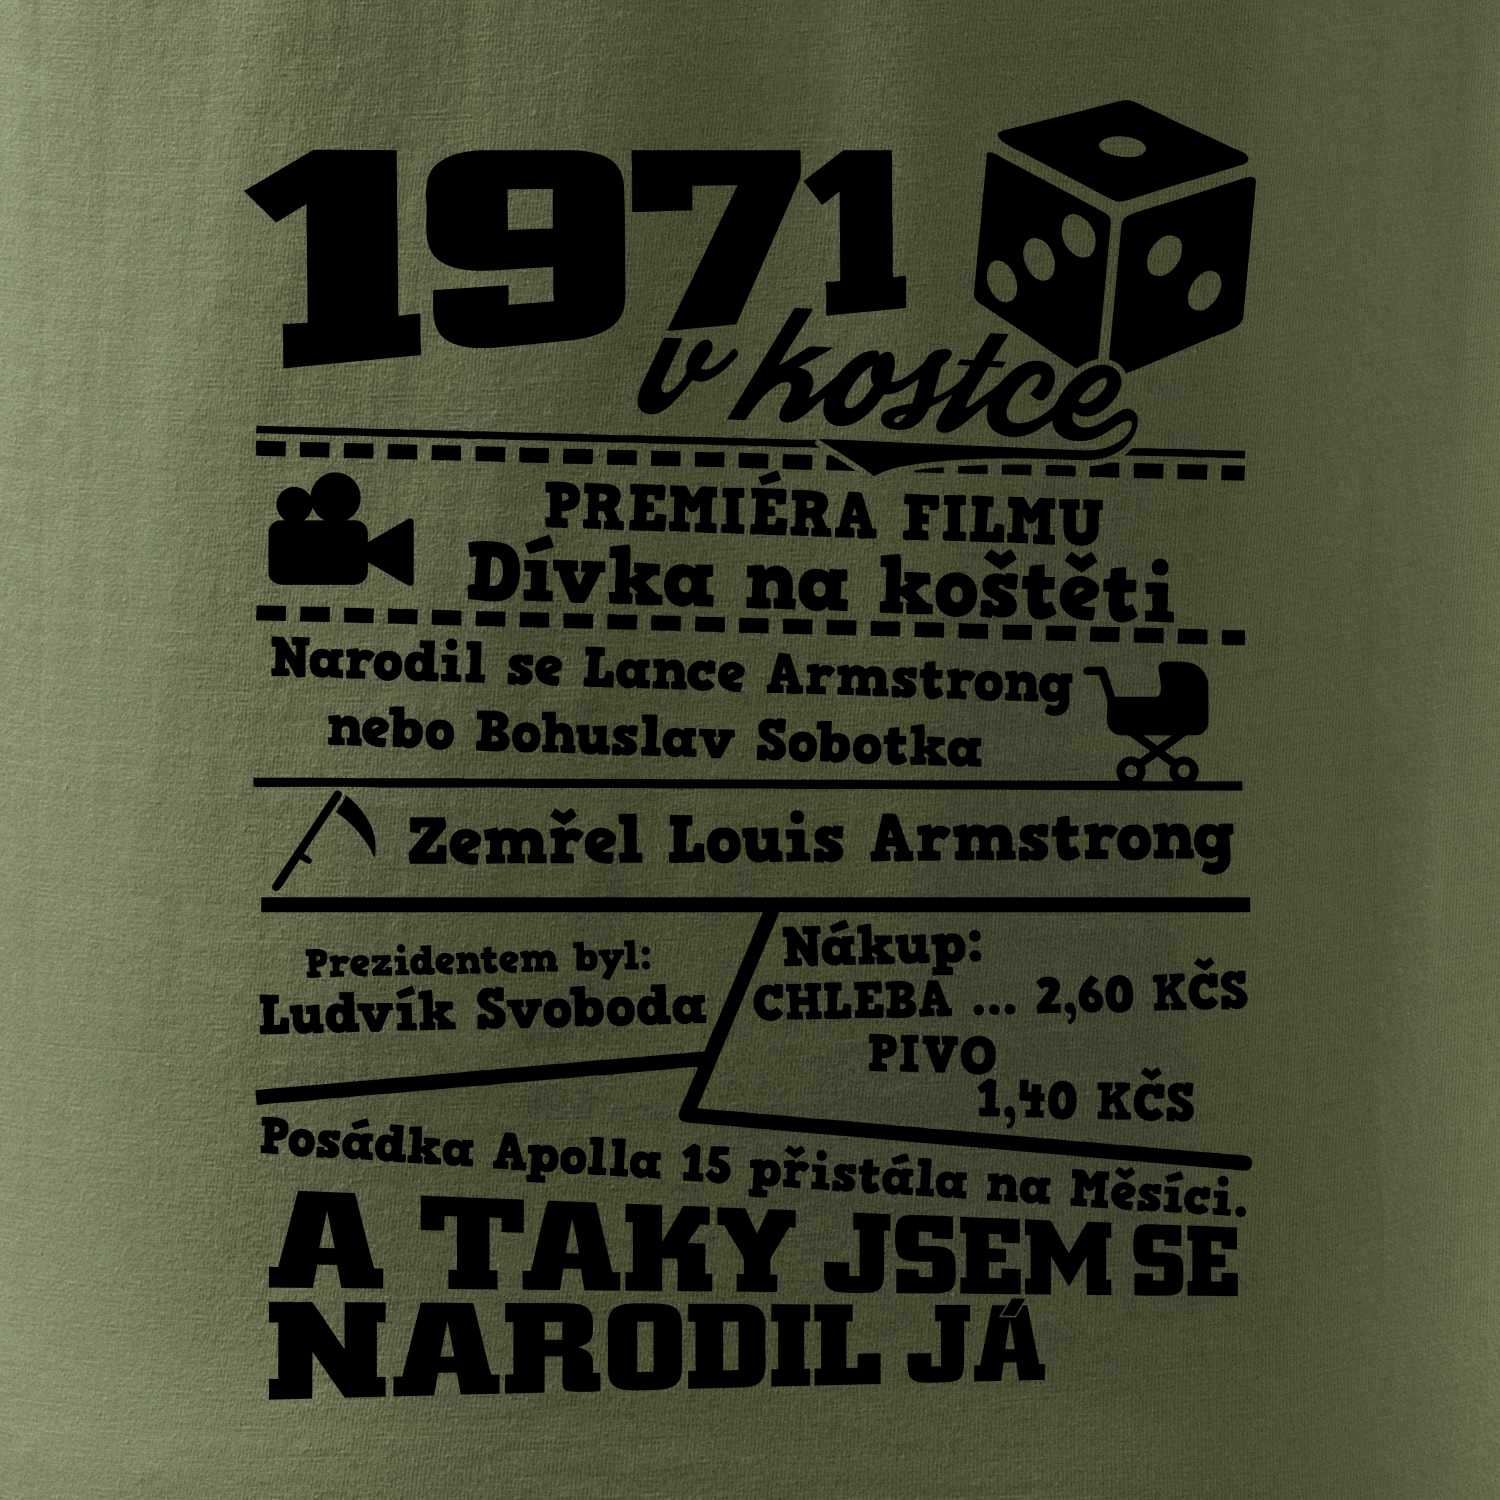 1971
v kostce
PREMIÉRA FILMU
Dívka na koštěti
Narodil se Lance Armstrong
nebo Bohuslav Sobotka
Zemřel Louis Armstrong
Prezidentem byl:
Ludvík Svoboda
Nákup:
CHLEBA ... 2,60 KČS
PIVO
1,40 KČS
Posádka Apolla 15 přistála na Měsíci.
A TAKY JSEM SE
NARODIL JÁ